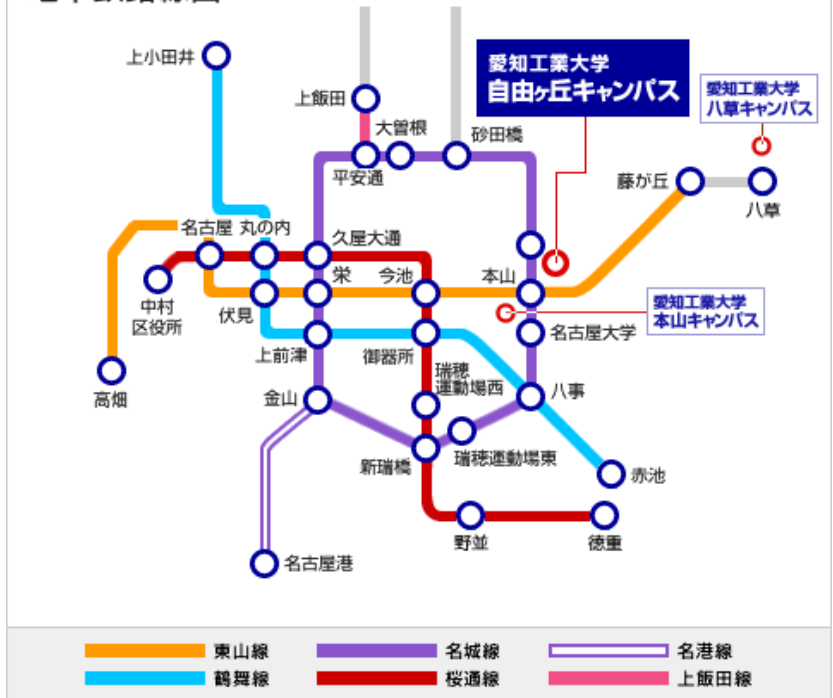 上小田井
愛知工業大学
自由ヶ丘キャンパス
愛知工業大学
八草キャンパス
上飯田
大曽根
砂田橋
平安通
藤が丘
八草
名古屋
丸の内
久屋大通
栄
今池
本山
中村
区役所
伏見
愛知工業大学
本山キャンパス
上前津
御器所
名古屋大学
高畑
金山
瑞穂
運動場西
八事
新瑞橋
瑞穂運動場東
赤池
野並
徳重
名古屋港
東山線
名城線
名港線
鶴舞線
桜通線
上飯田線